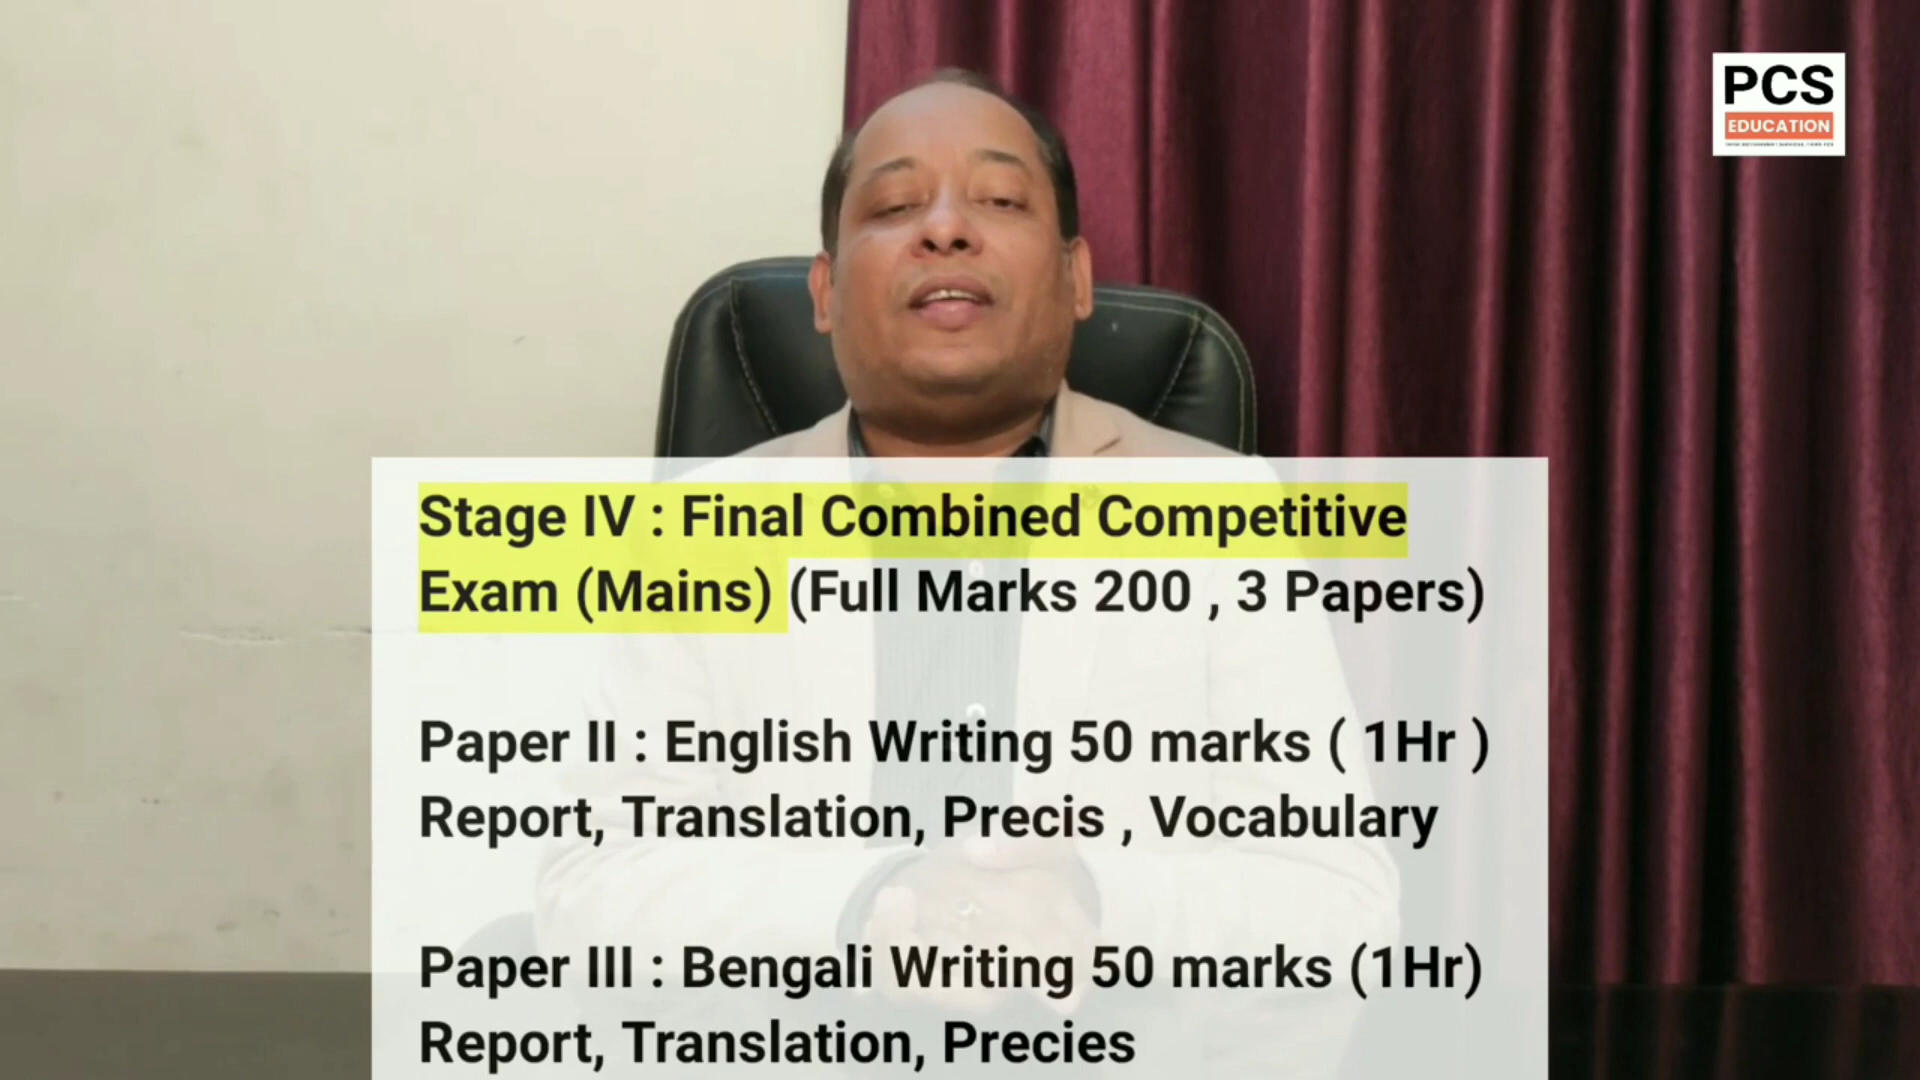 PCS
EDUCATION
Stage IV : Final Combined Competitive
Exam (Mains) (Full Marks 200 , 3 Papers)
Paper II : English Writing 50 marks ( 1Hr )
Report, Translation, Precis , Vocabulary
Paper III : Bengali Writing 50 marks (1Hr)
Report, Translation, Precies